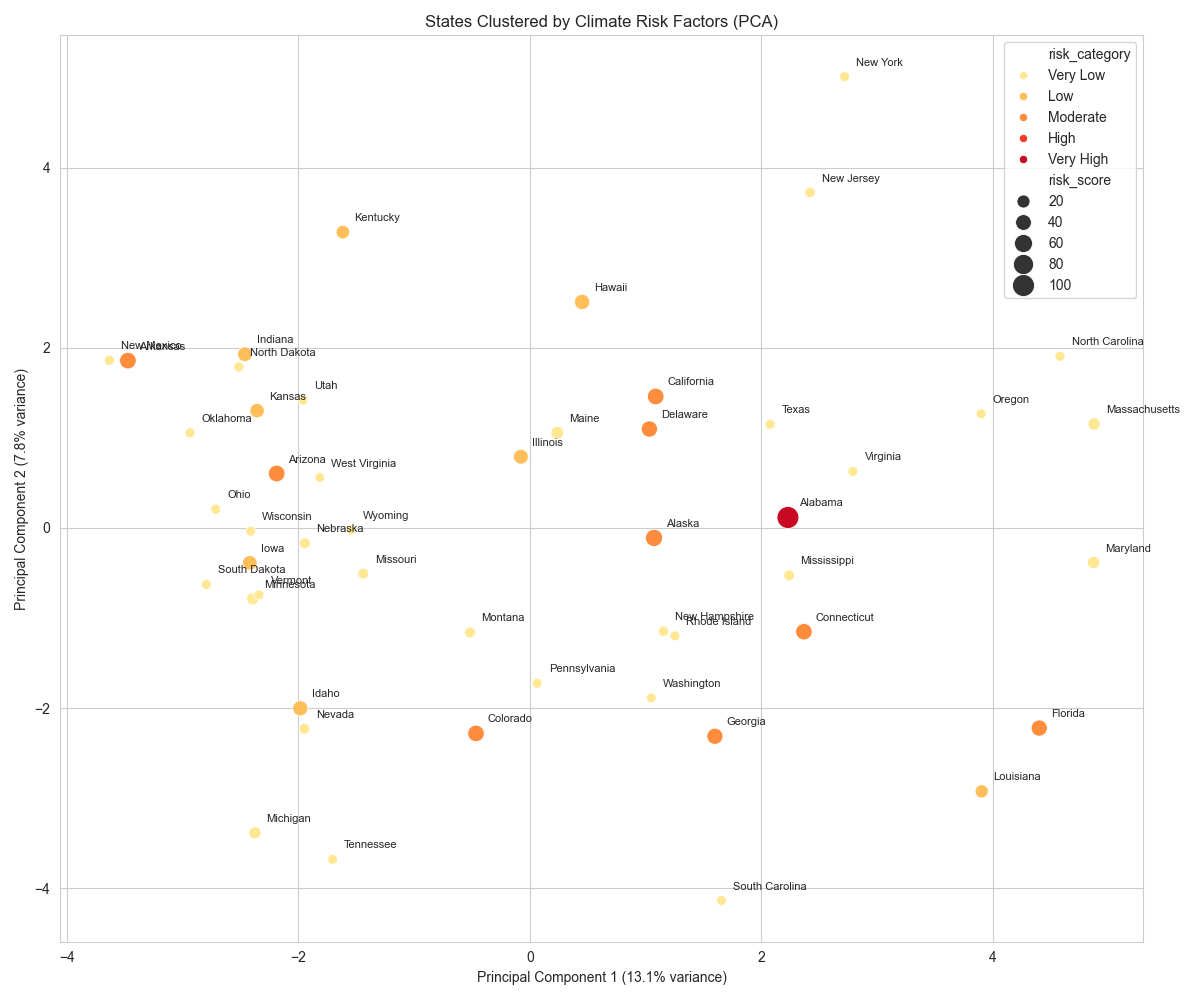 States Clustered by Climate Risk Factors (PCA)
New York
risk_category
Very Low
Low
Moderate
High
Very High
risk_score
20
40
60
80
100
New Jersey
Kentucky
Hawaii
New Mexico
Arkansas
Indiana
North Dakota
North Carolina
Utah
Kansas
California
Oklahoma
Maine
Delaware
Texas
Oregon
Massachusetts
Illinois
Arizona
West Virginia
Virginia
Ohio
Alabama
Wisconsin
Wyoming
Nebraska
Alaska
Iowa
Missouri
Mississippi
Maryland
South Dakota
Vermont
Minnesota
Montana
New Hampshire
Rhode Island
Connecticut
Pennsylvania
Washington
Idaho
Nevada
Colorado
Georgia
Florida
Louisiana
Michigan
Tennessee
South Carolina
4
2
0
−2
−4
Principal Component 2 (7.8% variance)
−4
−2
0
2
4
Principal Component 1 (13.1% variance)